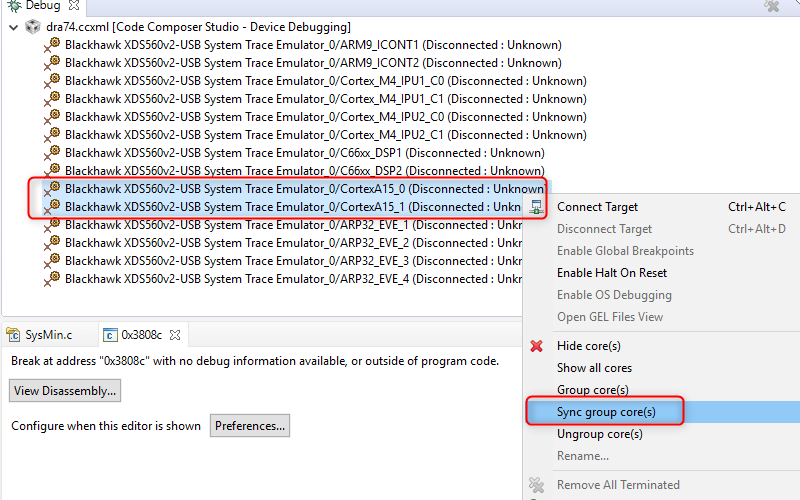 Debug
dra74.ccxml [Code Composer Studio - Device Debugging]
Blackhawk XDS560v2-USB System Trace Emulator_0/ARM9_ICONT1 (Disconnected : Unknown)
Blackhawk XDS560v2-USB System Trace Emulator_0/ARM9_ICONT2 (Disconnected : Unknown)
Blackhawk XDS560v2-USB System Trace Emulator_0/Cortex_M4_IPU1_C0 (Disconnected : Unknown)
Blackhawk XDS560v2-USB System Trace Emulator_0/Cortex_M4_IPU1_C1 (Disconnected : Unknown)
Blackhawk XDS560v2-USB System Trace Emulator_0/Cortex_M4_IPU2_C0 (Disconnected : Unknown)
Blackhawk XDS560v2-USB System Trace Emulator_0/Cortex_M4_IPU2_C1 (Disconnected : Unknown)
Blackhawk XDS560v2-USB System Trace Emulator_0/C66xx_DSP1 (Disconnected : Unknown)
Blackhawk XDS560v2-USB System Trace Emulator_0/C66xx_DSP2 (Disconnected : Unknown)
Blackhawk XDS560v2-USB System Trace Emulator_0/CortexA15_0 (Disconnected : Unknown)
Blackhawk XDS560v2-USB System Trace Emulator_0/CortexA15_1 (Disconnected : Unkn
Blackhawk XDS560v2-USB System Trace Emulator_0/ARP32_EVE_1 (Disconnected : Unk
Blackhawk XDS560v2-USB System Trace Emulator_0/ARP32_EVE_2 (Disconnected : Unk
Blackhawk XDS560v2-USB System Trace Emulator_0/ARP32_EVE_3 (Disconnected : Unk
Blackhawk XDS560v2-USB System Trace Emulator_0/ARP32_EVE_4 (Disconnected : Unk
Connect Target Ctrl+Alt+C
Disconnect Target Ctrl+Alt+D
Enable Global Breakpoints
Enable Halt On Reset
Enable OS Debugging
Open GEL Files View
Hide core(s)
Show all cores
Group core(s)
Sync group core(s)
Ungroup core(s)
Rename...
Remove All Terminated
SysMin.c
0x3808c
Break at address "0x3808c" with no debug information available, or outside of program code.
View Disassembly...
Configure when this editor is shown
Preferences...